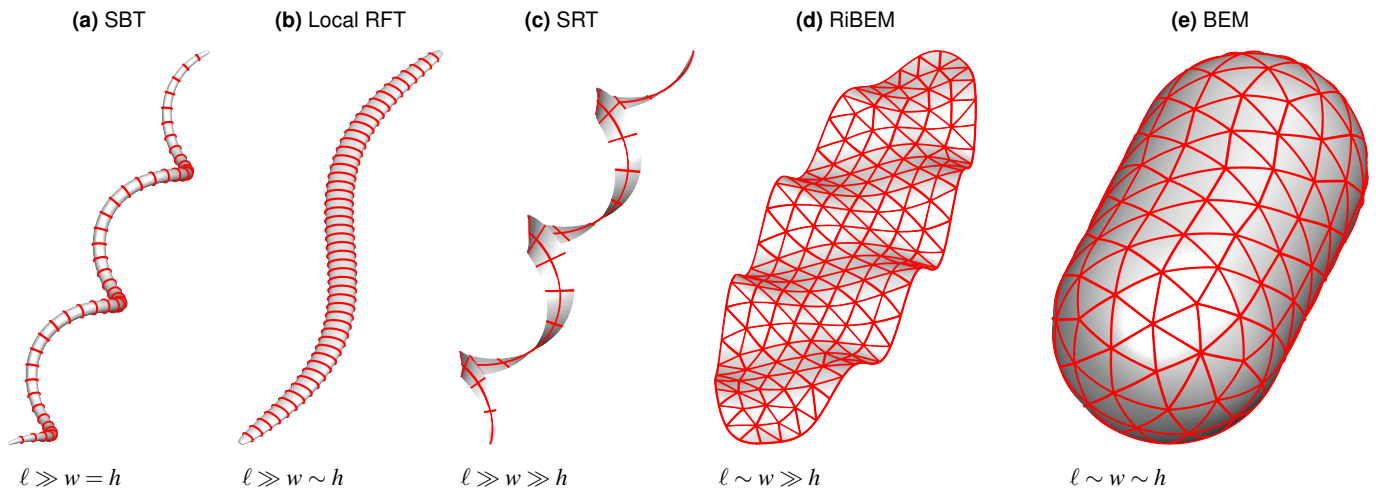 (a) SBT
(b) Local RFT
(c) SRT
(d) RiBEM
(e) BEM
ℓ ≫ w = h
ℓ ≫ w ∼ h
ℓ ≫ w ≫ h
ℓ ∼ w ≫ h
ℓ ∼ w ∼ h